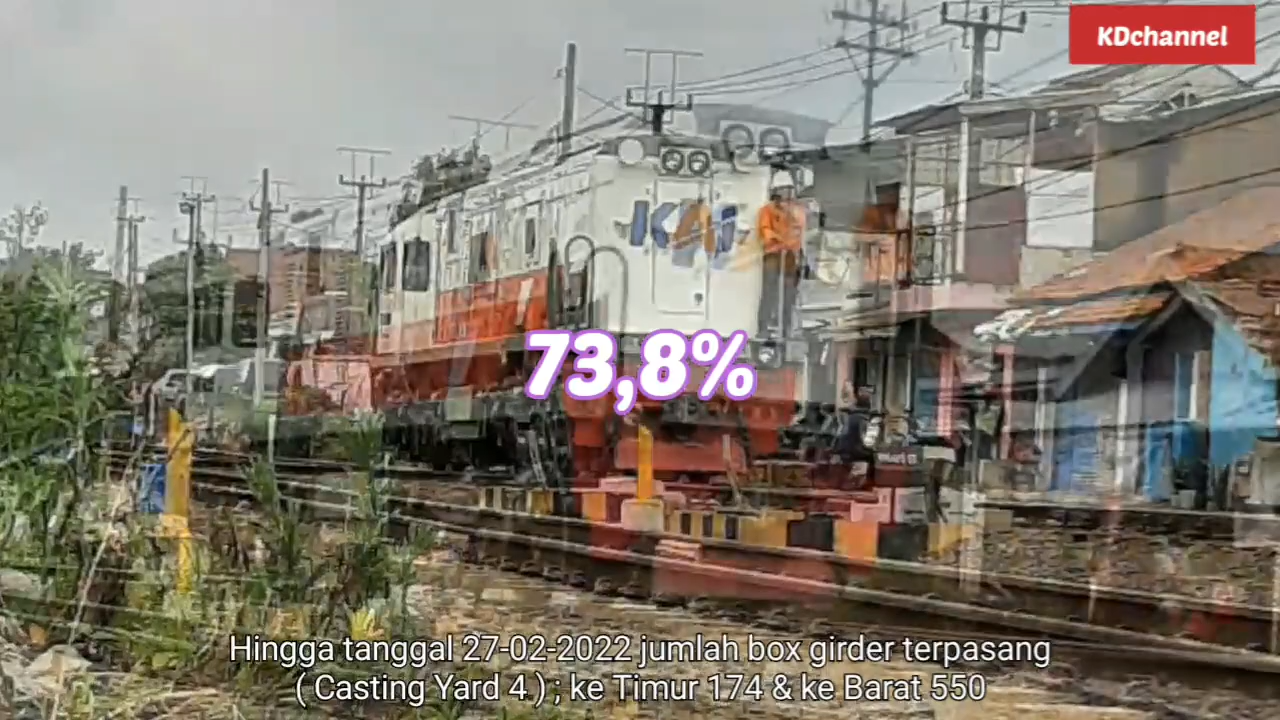 KDchannel
KAI
73,8%
Hingga tanggal 27-02-2022 jumlah box girder terpasang
( Casting Yard 4 ) ; ke Timur 174 & ke Barat 550